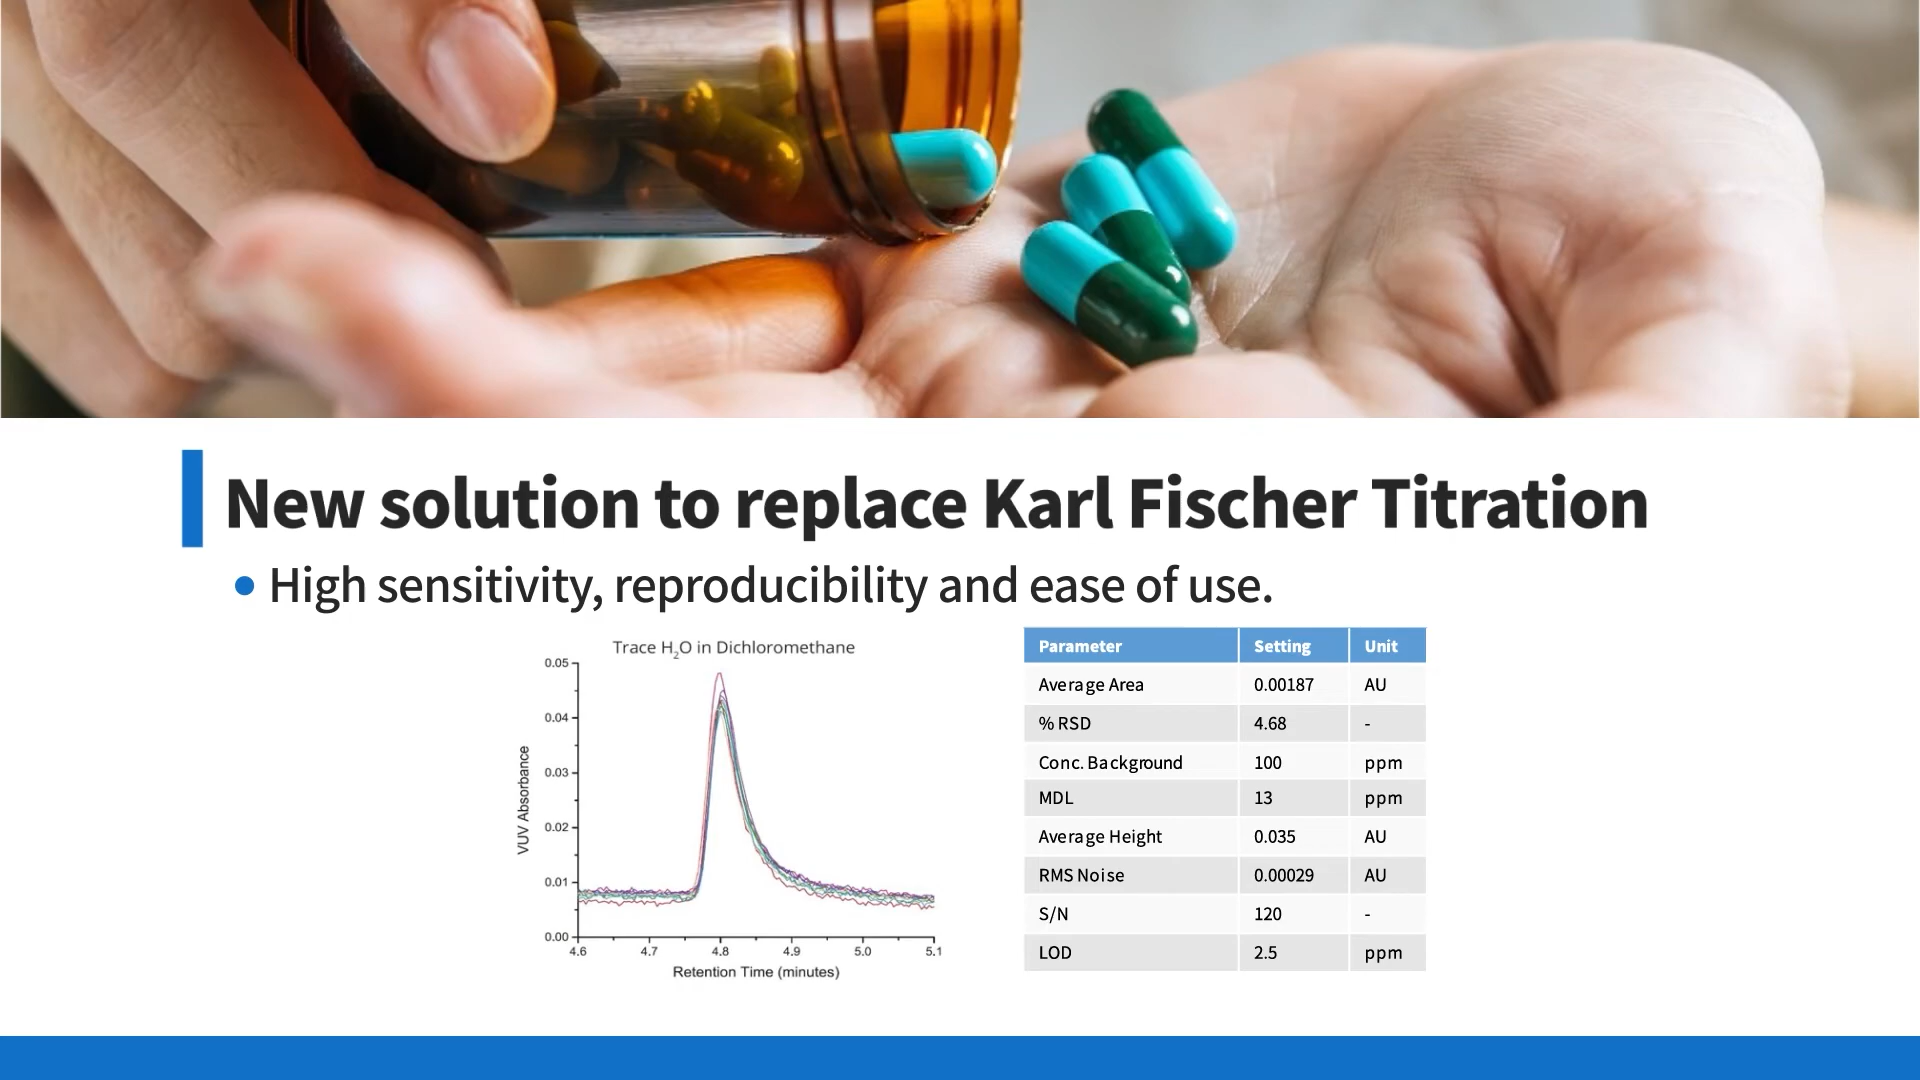 New solution to replace Karl Fischer Titration
• High sensitivity, reproducibility and ease of use.
Trace H₂O in Dichloromethane
VUV Absorbance
0.05
0.04
0.03
0.02
0.01
0.00
4.6 4.7 4.8 4.9 5.0 5.1
Retention Time (minutes)
Parameter Setting Unit
Average Area 0.00187 AU
% RSD 4.68 -
Conc. Background 100 ppm
MDL 13 ppm
Average Height 0.035 AU
RMS Noise 0.00029 AU
S/N 120 -
LOD 2.5 ppm